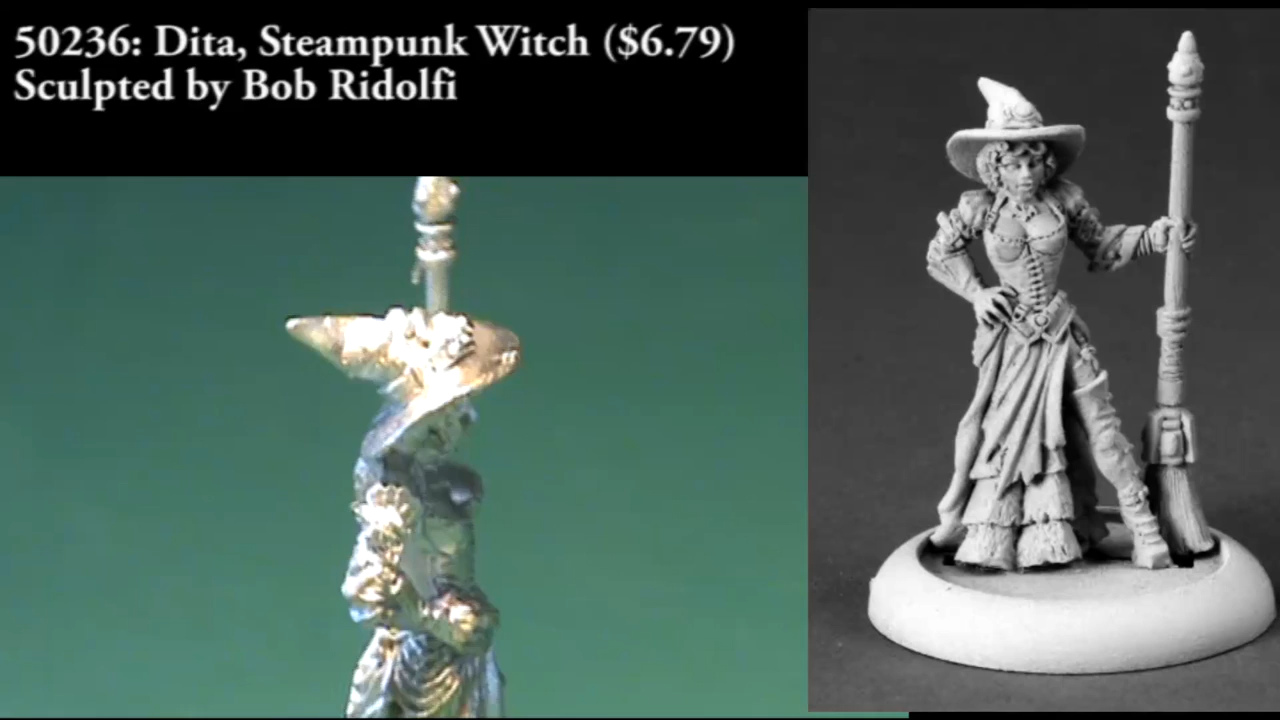 50236: Dita, Steampunk Witch ($6.79)
Sculpted by Bob Ridolfi